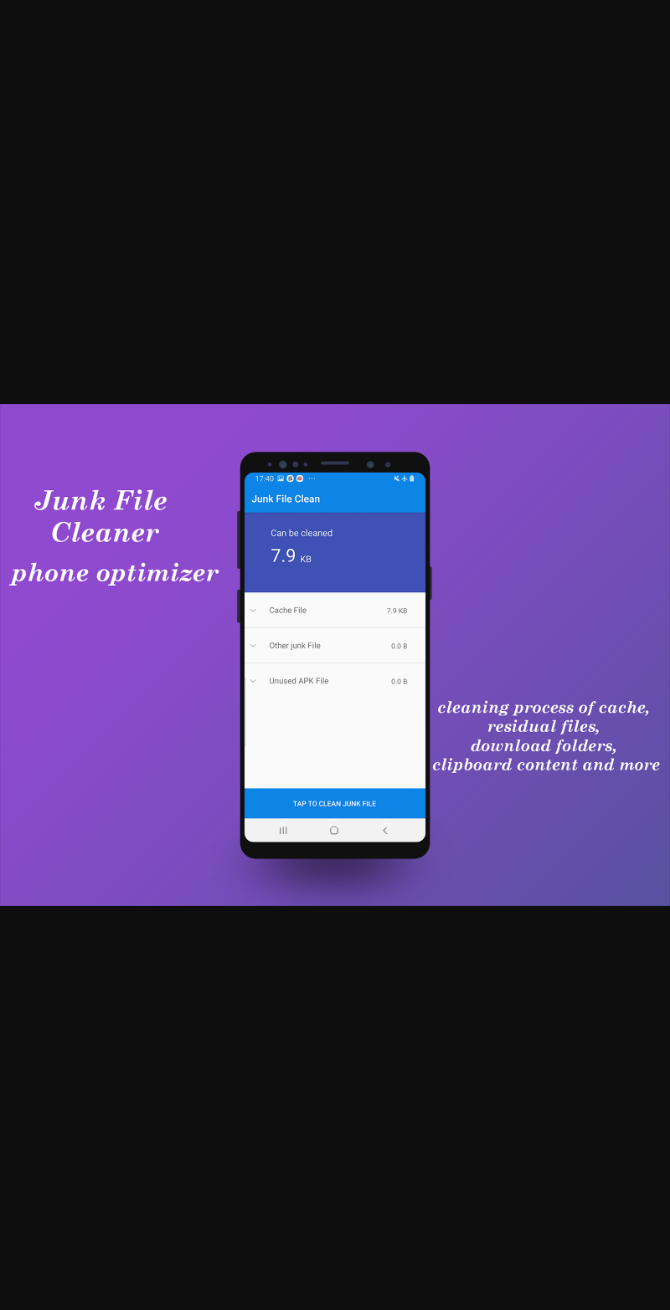 Junk File
Cleaner
phone optimizer
17:40
Junk File Clean
Can be cleaned
7.9 KB
Cache File 7.9 KB
Other junk File 0.0 B
Unused APK File 0.0 B
TAP TO CLEAN JUNK FILE
cleaning process of cache,
residual files,
download folders,
clipboard content and more